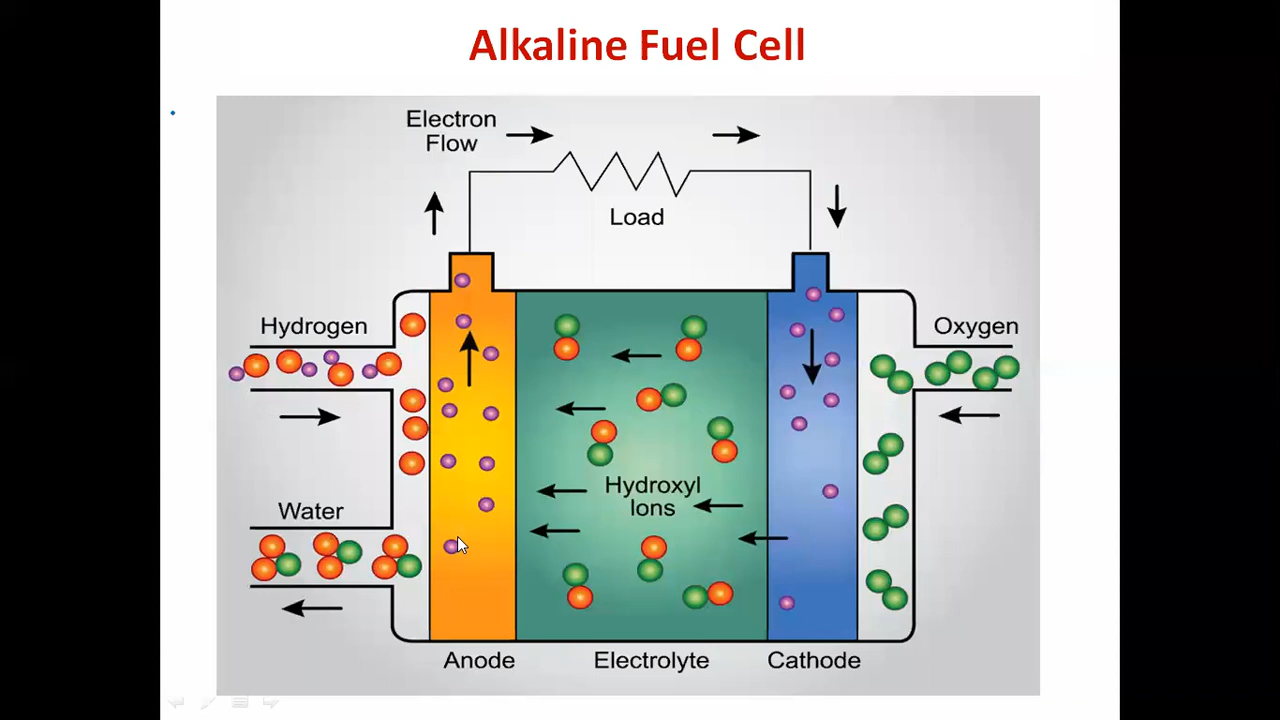 Alkaline Fuel Cell
Electron
Flow
Load
Hydrogen
Oxygen
Water
Hydroxyl
Ions
Anode
Electrolyte
Cathode